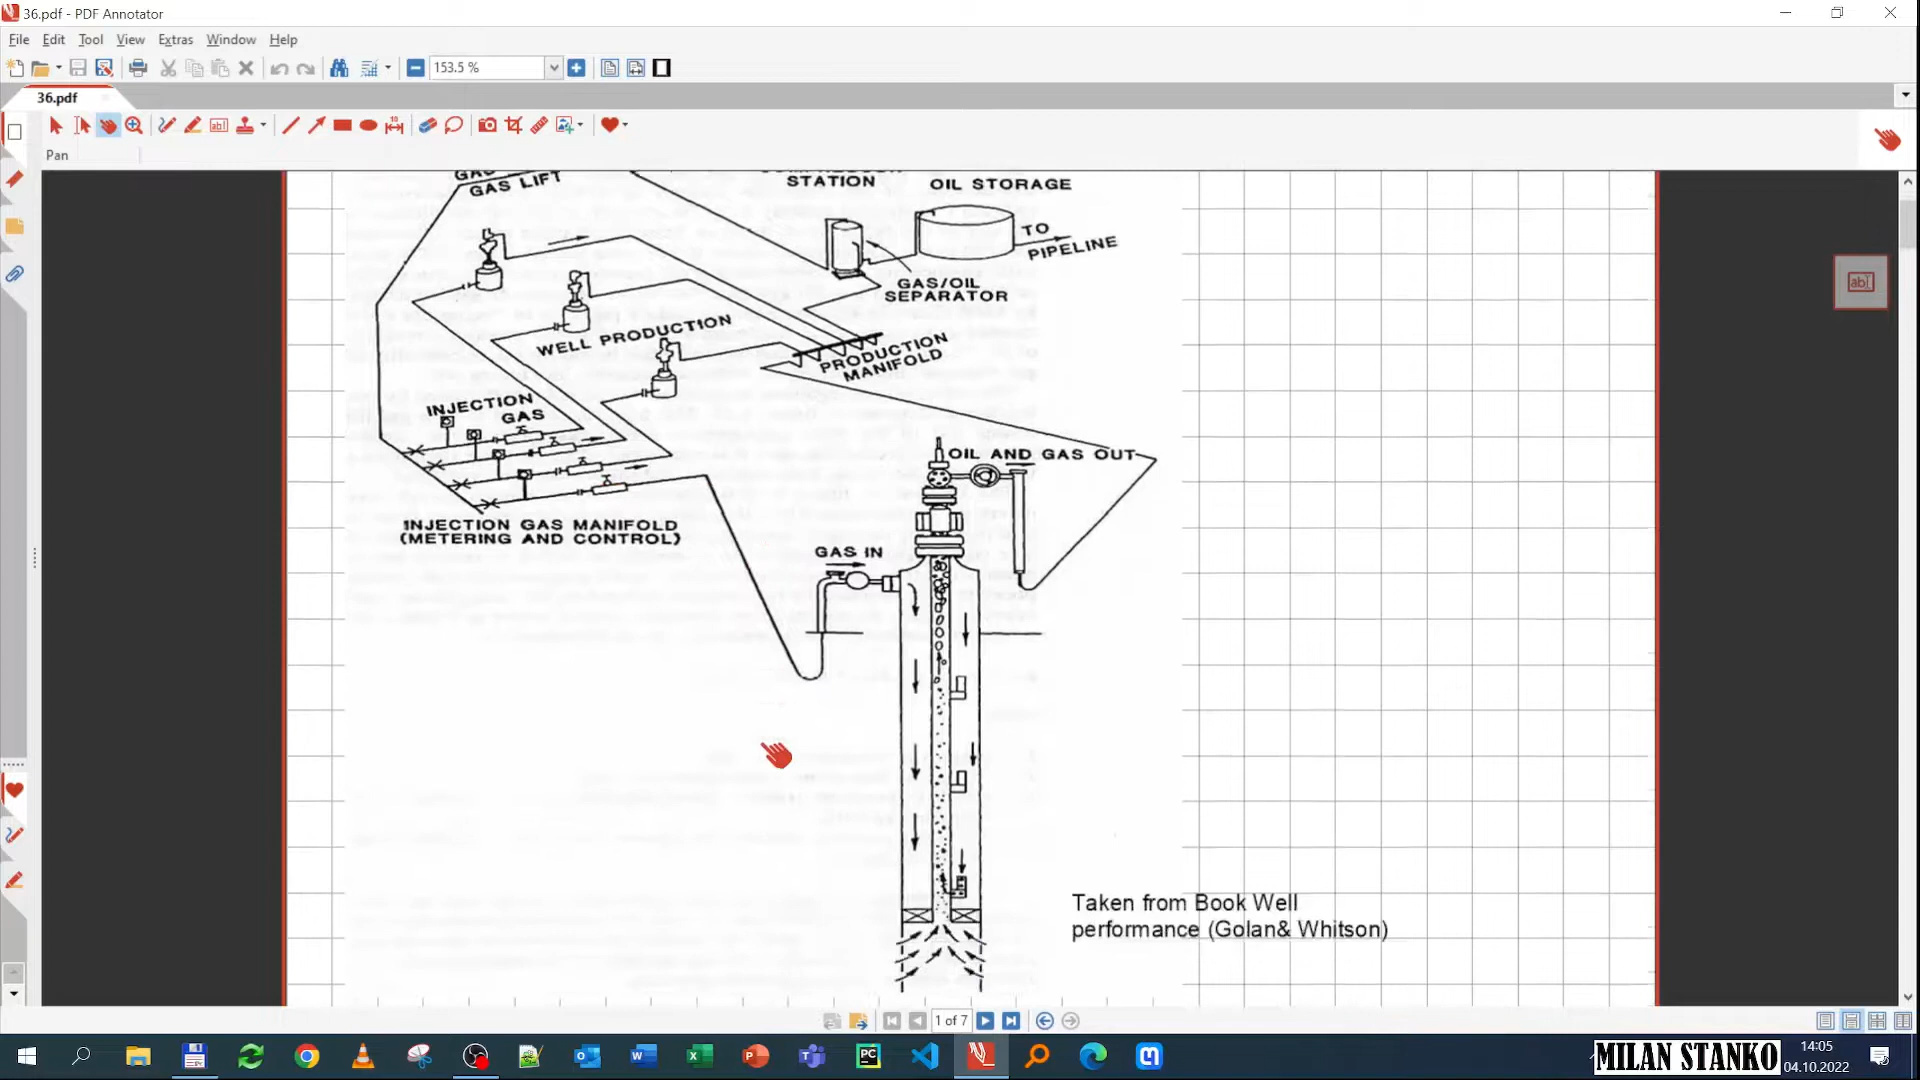 36.pdf - PDF Annotator
File Edit Tool View Extras Window Help
153.5 %
36.pdf
Pan
GAS LIFT
STATION
OIL STORAGE
TO
PIPELINE
GAS/OIL
SEPARATOR
WELL PRODUCTION
PRODUCTION
MANIFOLD
INJECTION
GAS
OIL AND GAS OUT
INJECTION GAS MANIFOLD
(METERING AND CONTROL)
GAS IN
Taken from Book Well
performance (Golan& Whitson)
1 of 7
MILAN STANKO
14:05
04.10.2022